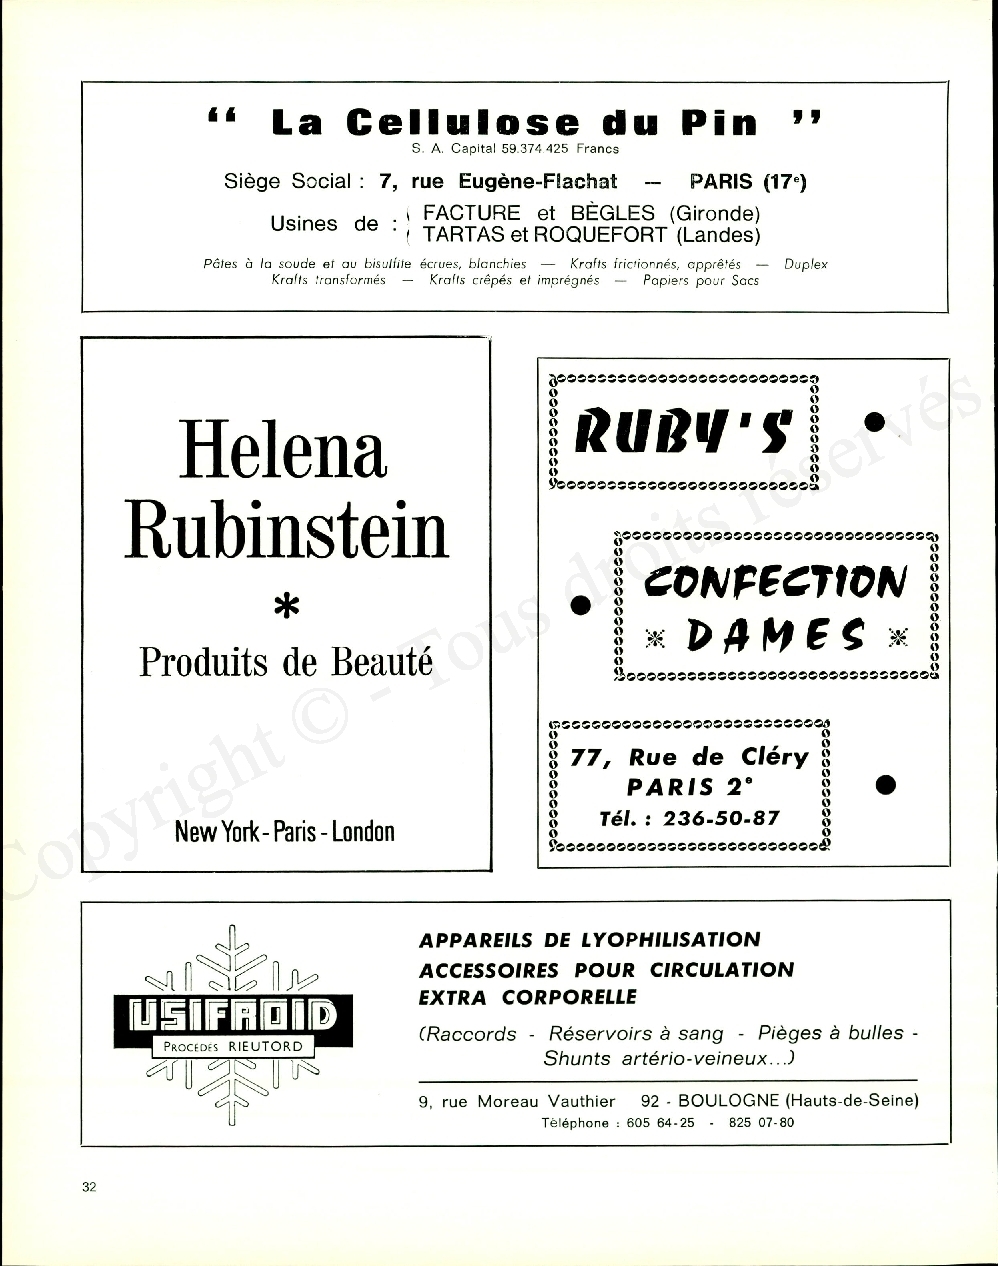 “ La Cellulose du Pin ”
S. A. Capital 59.374.425 Francs
Siège Social : 7, rue Eugène-Flachat — PARIS (17e)
Usines de :
FACTURE et BÈGLES (Gironde)
TARTAS et ROQUEFORT (Landes)
Pâtes à la soude et au bisulfite écrues, blanchies — Krafts frictionnés, apprêtés — Duplex
Krafts transformés — Krafts crêpés et imprégnés — Papiers pour Sacs
Helena
Rubinstein
*
Produits de Beauté
New York - Paris - London
RUBY'S
CONFECTION
* DAMES *
77, Rue de Cléry
PARIS 2e
Tél. : 236-50-87
USIFROID
PROCÉDÉS RIEUTORD
APPAREILS DE LYOPHILISATION
ACCESSOIRES POUR CIRCULATION
EXTRA CORPORELLE
(Raccords - Réservoirs à sang - Pièges à bulles -
Shunts artério-veineux...)
9, rue Moreau Vauthier 92 - BOULOGNE (Hauts-de-Seine)
Téléphone : 605 64-25 - 825 07-80
32
Copyright © - Tous droits réservés.